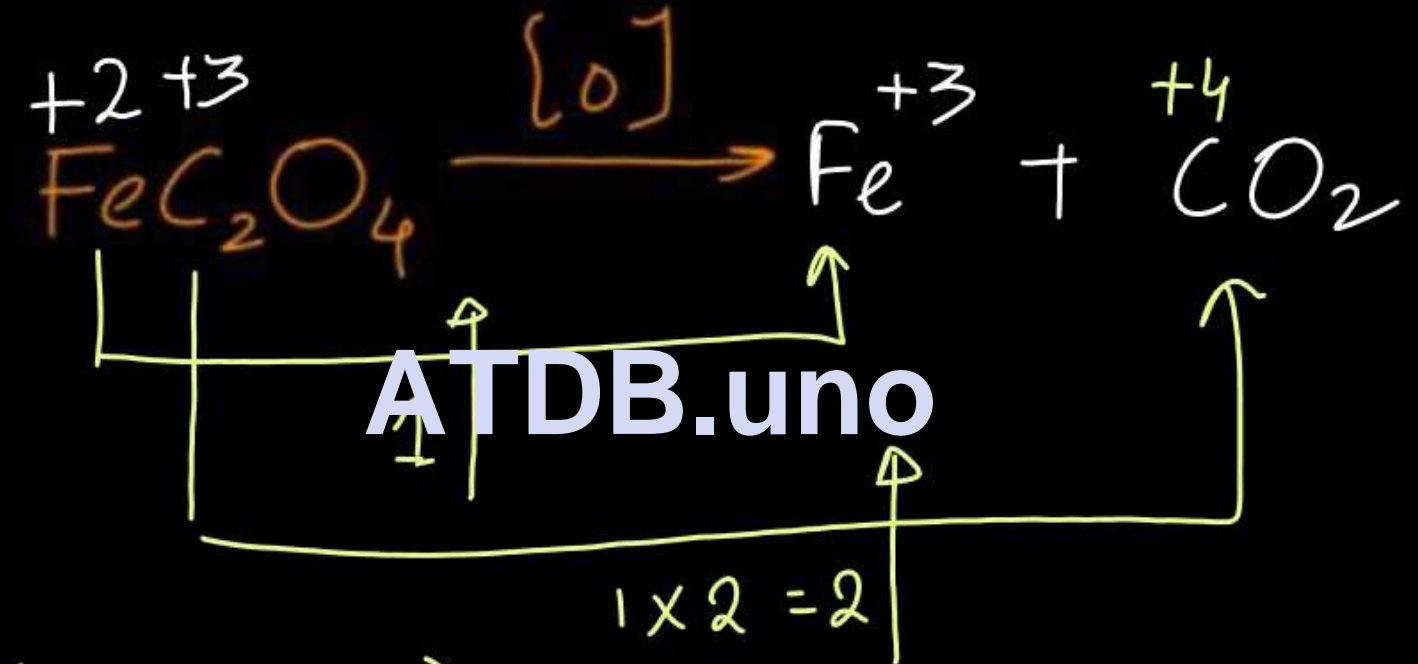 +2 +3 [O] +3 +4
FeC₂O₄ → Fe + CO₂
ATDB.uno
1
1 × 2 = 2